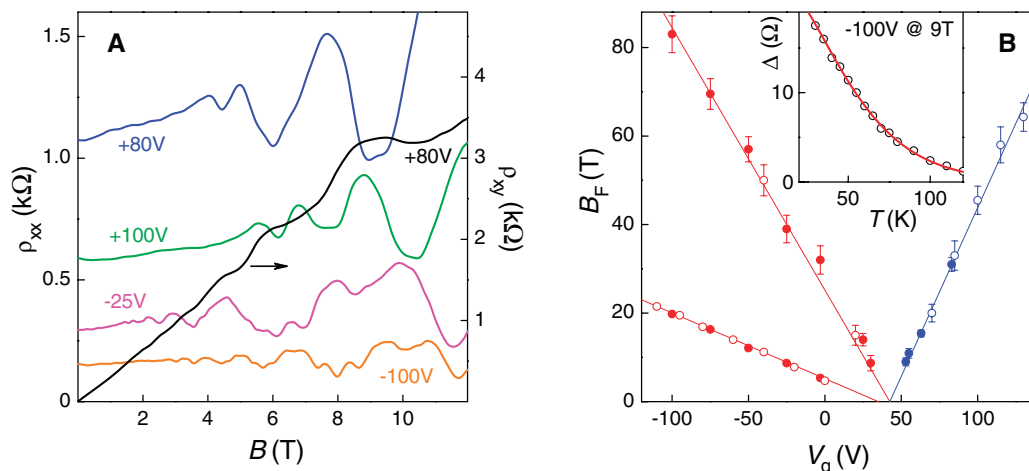 A
1.5
1.0
0.5
0
ρxx (kΩ)
+80V
+100V
-25V
-100V
+80V
4
3
2
1
ρxy (kΩ)
2 4 6 8 10
B (T)
B
80
60
40
20
0
BF (T)
-100 -50 0 50 100
Vg (V)
-100V @ 9T
Δ (Ω)
10
0
50 100
T (K)